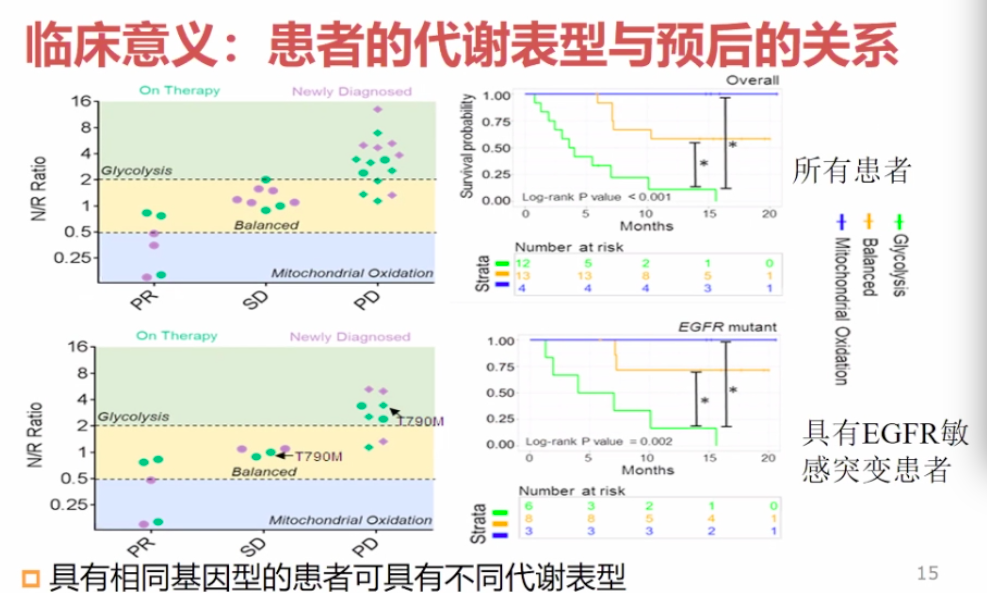 临床意义：患者的代谢表型与预后的关系
On Therapy Newly Diagnosed
N/R Ratio
16
8
4
2
1
0.5
0.25
Glycolysis
Balanced
Mitochondrial Oxidation
PR SD PD
Overall
Survival probability
1.00
0.75
0.50
0.25
0.00
*
*
Log-rank P value < 0.001
0 5 10 15 20
Months
Number at risk
Strata
12 5 2 1 0
13 13 8 5 1
4 4 4 3 1
所有患者
Glycolysis
Balanced
Mitochondrial Oxidation
On Therapy Newly Diagnosed
N/R Ratio
16
8
4
2
1
0.5
0.25
Glycolysis
T790M
T790M
Balanced
Mitochondrial Oxidation
PR SD PD
EGFR mutant
1.00
0.75
0.50
0.25
0.00
*
*
Log-rank P value = 0.002
0 5 10 15 20
Months
Number at risk
Strata
6 3 2 1 0
8 8 5 4 1
3 3 3 2 1
具有EGFR敏
感突变患者
具有相同基因型的患者可具有不同代谢表型
15